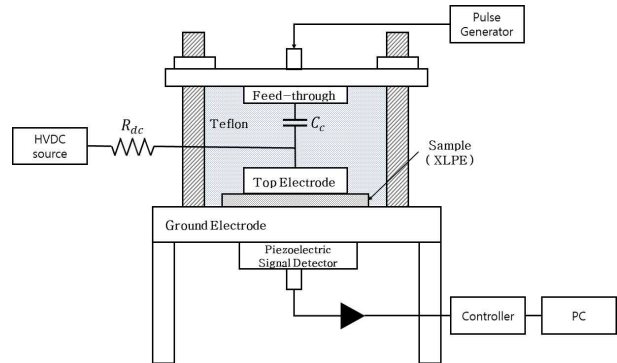 Pulse
Generator
Feed-through
Teflon
C_c
R_dc
HVDC
source
Sample
(XLPE)
Top Electrode
Ground Electrode
Piezoelectric
Signal Detector
Controller
PC